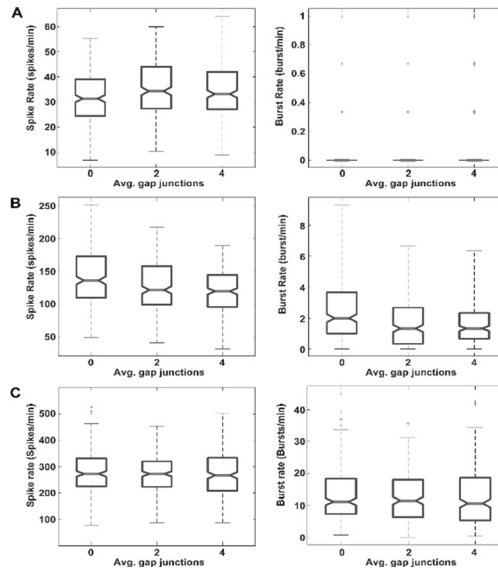 A
Spike Rate (spikes/min)
60
50
40
30
20
10
0 2 4
Avg. gap junctions
Burst Rate (burst/min)
1
0.8
0.6
0.4
0.2
0
0 2 4
Avg. gap junctions
B
Spike Rate (spikes/min)
250
200
150
100
50
0 2 4
Avg. gap junctions
Burst Rate (burst/min)
8
6
4
2
0
0 2 4
Avg. gap junctions
C
Spike rate (Spikes/min)
500
400
300
200
100
0 2 4
Avg. gap junctions
Burst rate (Bursts/min)
40
30
20
10
0
0 2 4
Avg. gap junctions